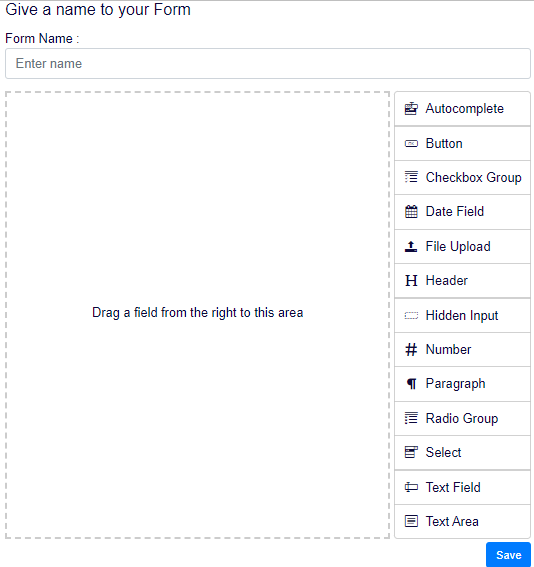 Give a name to your Form
Form Name :
Enter name
Drag a field from the right to this area
Autocomplete
Button
Checkbox Group
Date Field
File Upload
Header
Hidden Input
Number
Paragraph
Radio Group
Select
Text Field
Text Area
Save